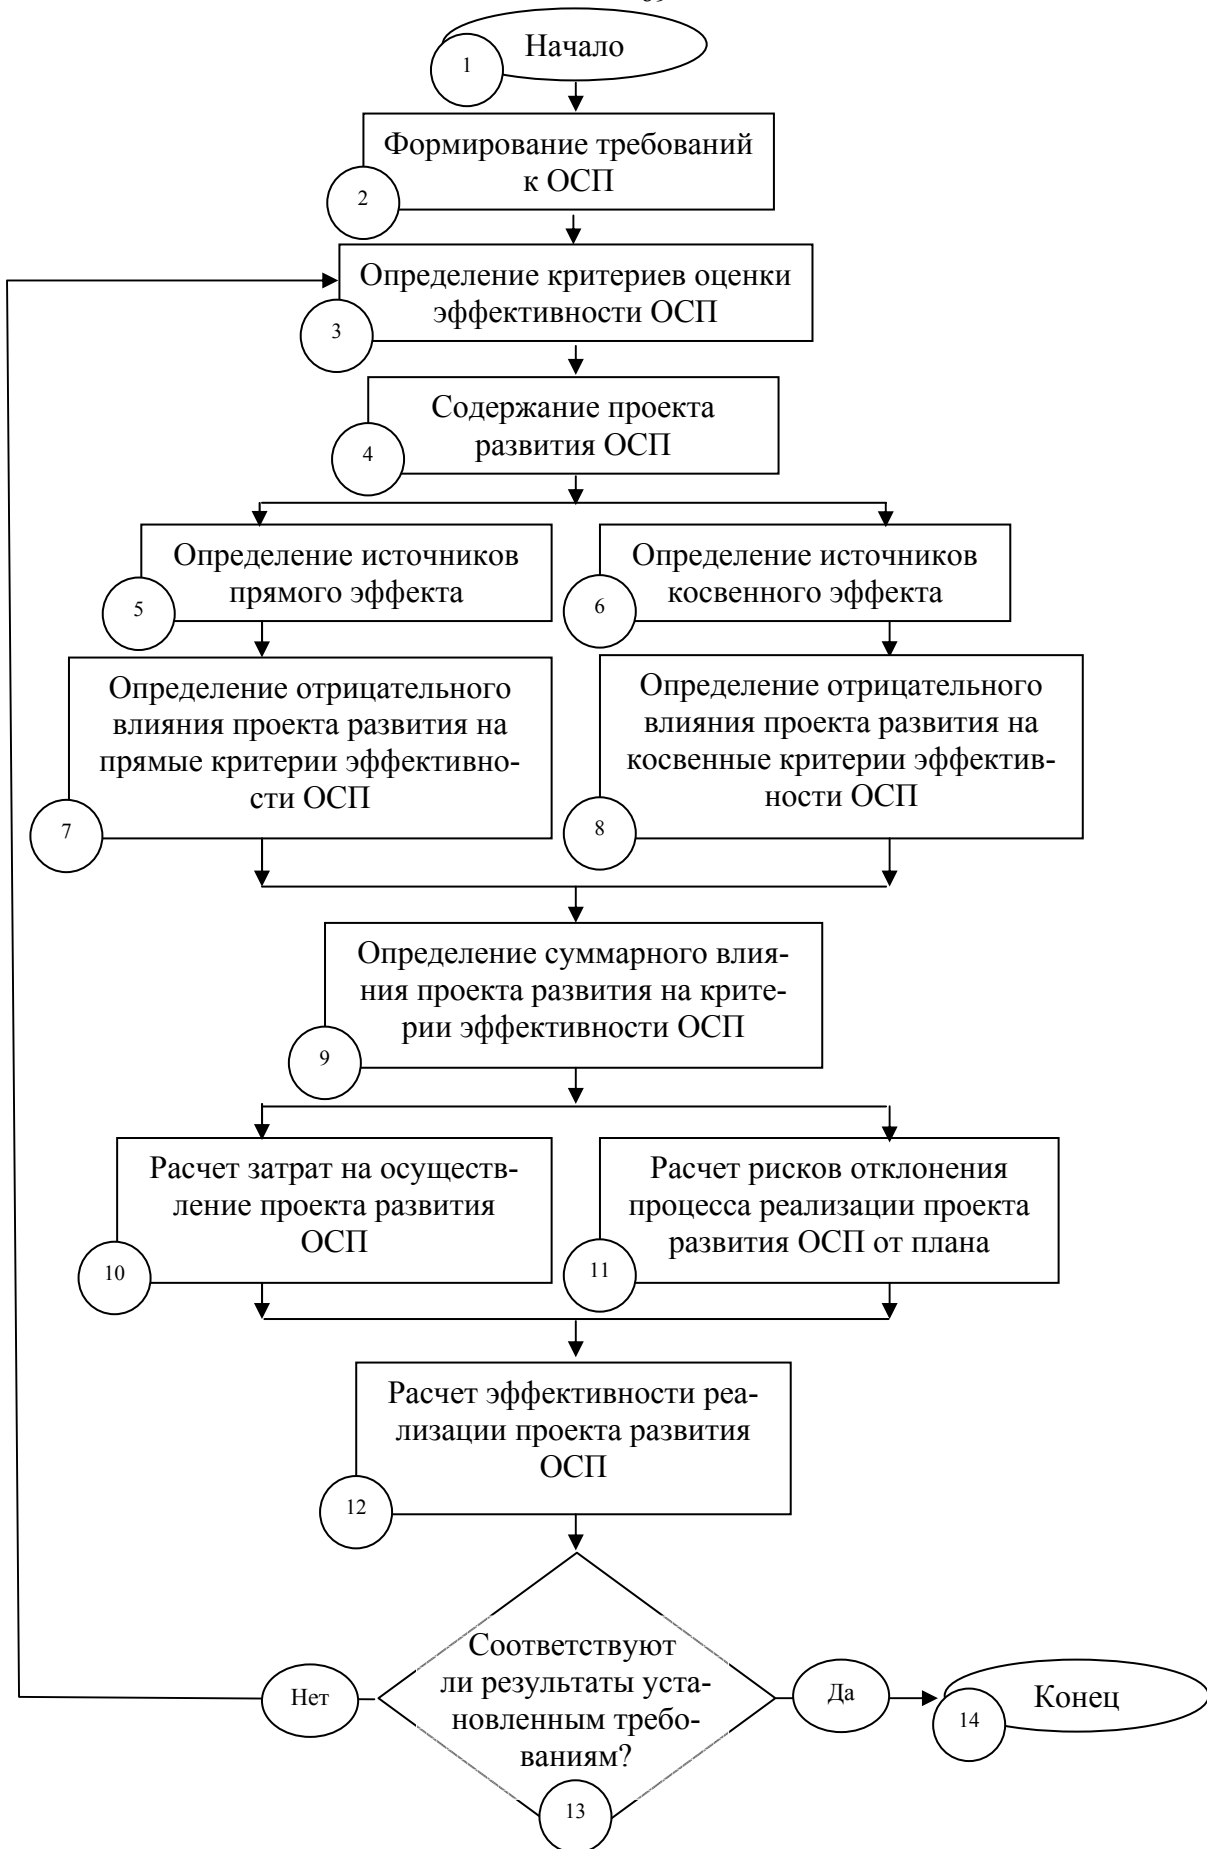 Начало
1
Формирование требований
к ОСП
2
Определение критериев оценки
эффективности ОСП
3
Содержание проекта
развития ОСП
4
Определение источников
прямого эффекта
5
Определение источников
косвенного эффекта
6
Определение отрицательного
влияния проекта развития на
прямые критерии эффективно-
сти ОСП
7
Определение отрицательного
влияния проекта развития на
косвенные критерии эффектив-
ности ОСП
8
Определение суммарного влия-
ния проекта развития на крите-
рии эффективности ОСП
9
Расчет затрат на осуществ-
ление проекта развития
ОСП
10
Расчет рисков отклонения
процесса реализации проекта
развития ОСП от плана
11
Расчет эффективности реа-
лизации проекта развития
ОСП
12
Соответствуют
ли результаты уста-
новленным требо-
ваниям?
13
Нет
Да
Конец
14